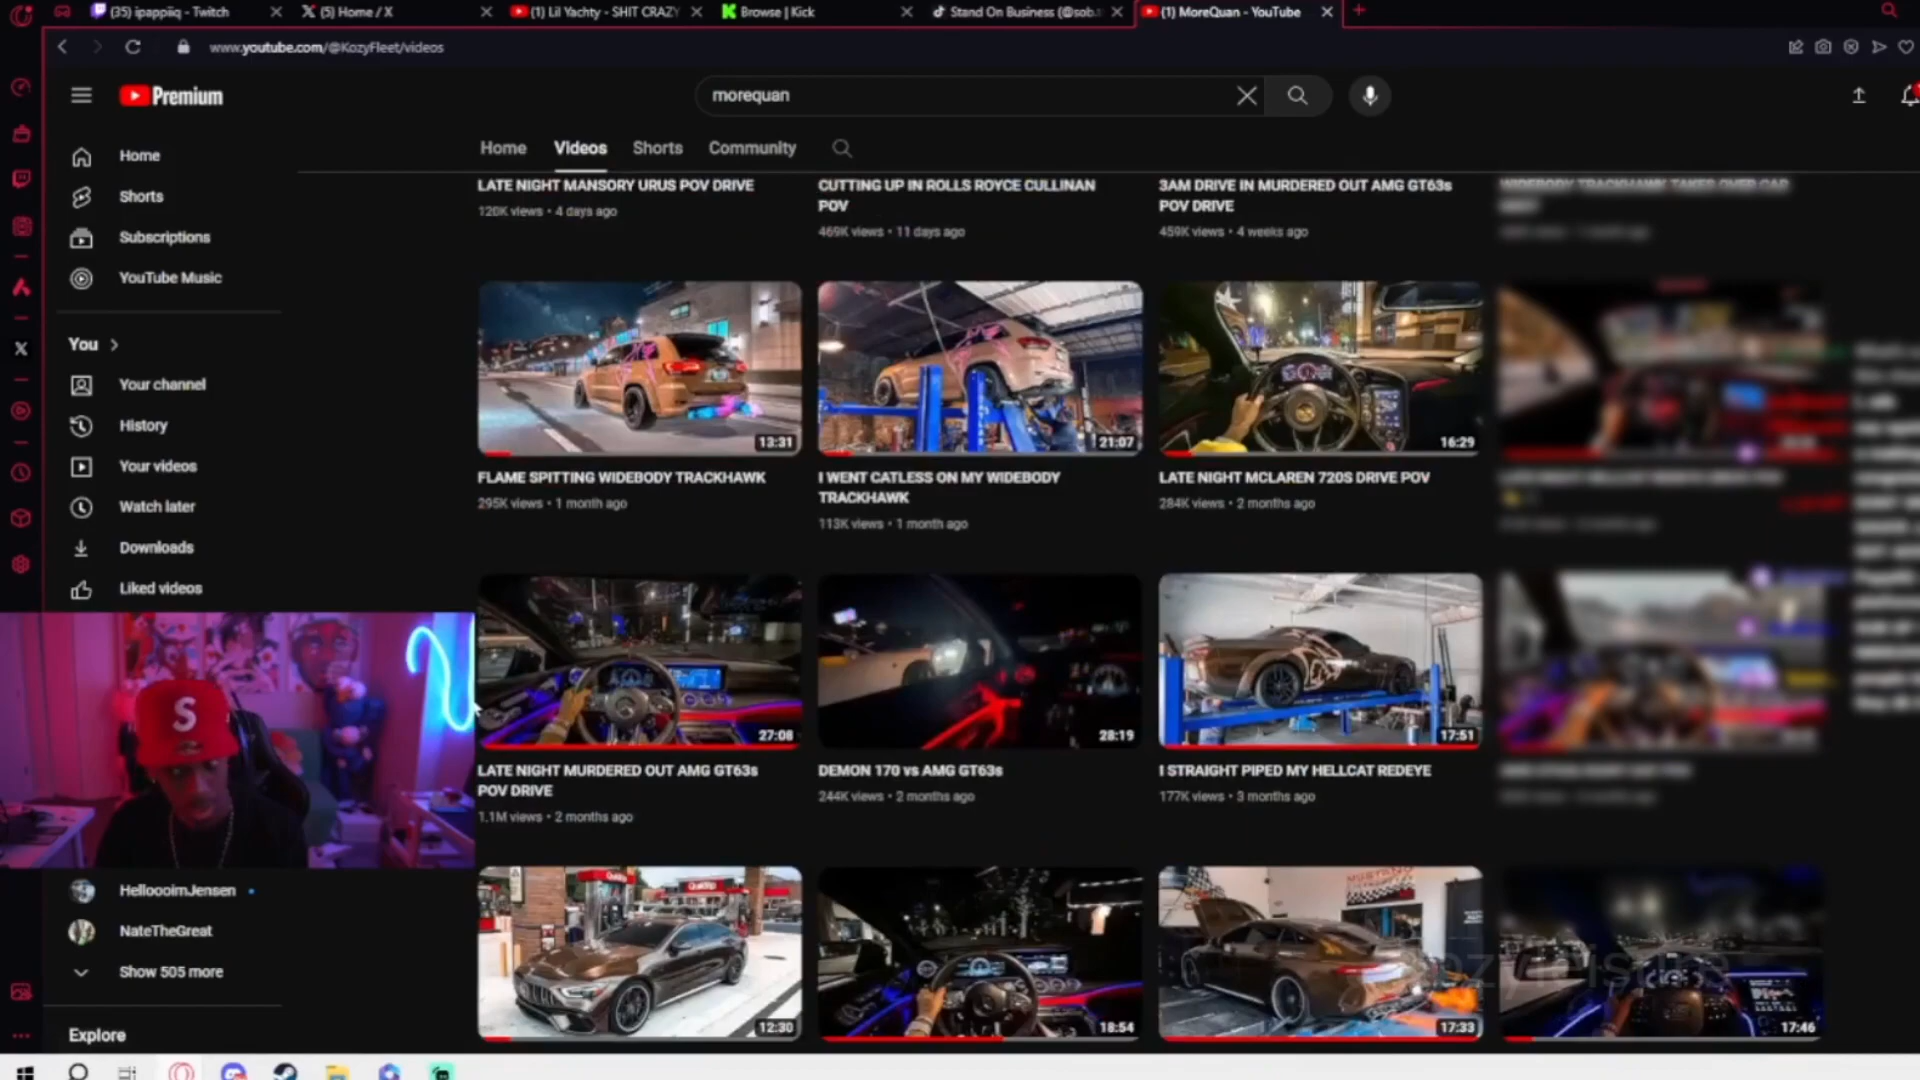 (35) ipappiiq - Twitch
(5) Home / X
(1) Lil Yachty - SHIT CRAZY
Browse | Kick
Stand On Business (@sob.
(1) MoreQuan - YouTube
www.youtube.com/@KozyFleet/videos
Premium
morequan
Home
Shorts
Subscriptions
YouTube Music
You
Your channel
History
Your videos
Watch later
Downloads
Liked videos
HelloooimJensen
NateTheGreat
Show 505 more
Explore
Home Videos Shorts Community
LATE NIGHT MANSORY URUS POV DRIVE
120K views • 4 days ago
CUTTING UP IN ROLLS ROYCE CULLINAN
POV
469K views • 11 days ago
3AM DRIVE IN MURDERED OUT AMG GT63s
POV DRIVE
459K views • 4 weeks ago
WIDEBODY TRACKHAWK TAKES OVER CAR
MEET
13:31
FLAME SPITTING WIDEBODY TRACKHAWK
295K views • 1 month ago
21:07
I WENT CATLESS ON MY WIDEBODY
TRACKHAWK
113K views • 1 month ago
16:29
LATE NIGHT MCLAREN 720S DRIVE POV
284K views • 2 months ago
27:08
LATE NIGHT MURDERED OUT AMG GT63s
POV DRIVE
1.1M views • 2 months ago
28:19
DEMON 170 vs AMG GT63s
244K views • 2 months ago
17:51
I STRAIGHT PIPED MY HELLCAT REDEYE
177K views • 3 months ago
S
12:30
18:54
17:33
17:46